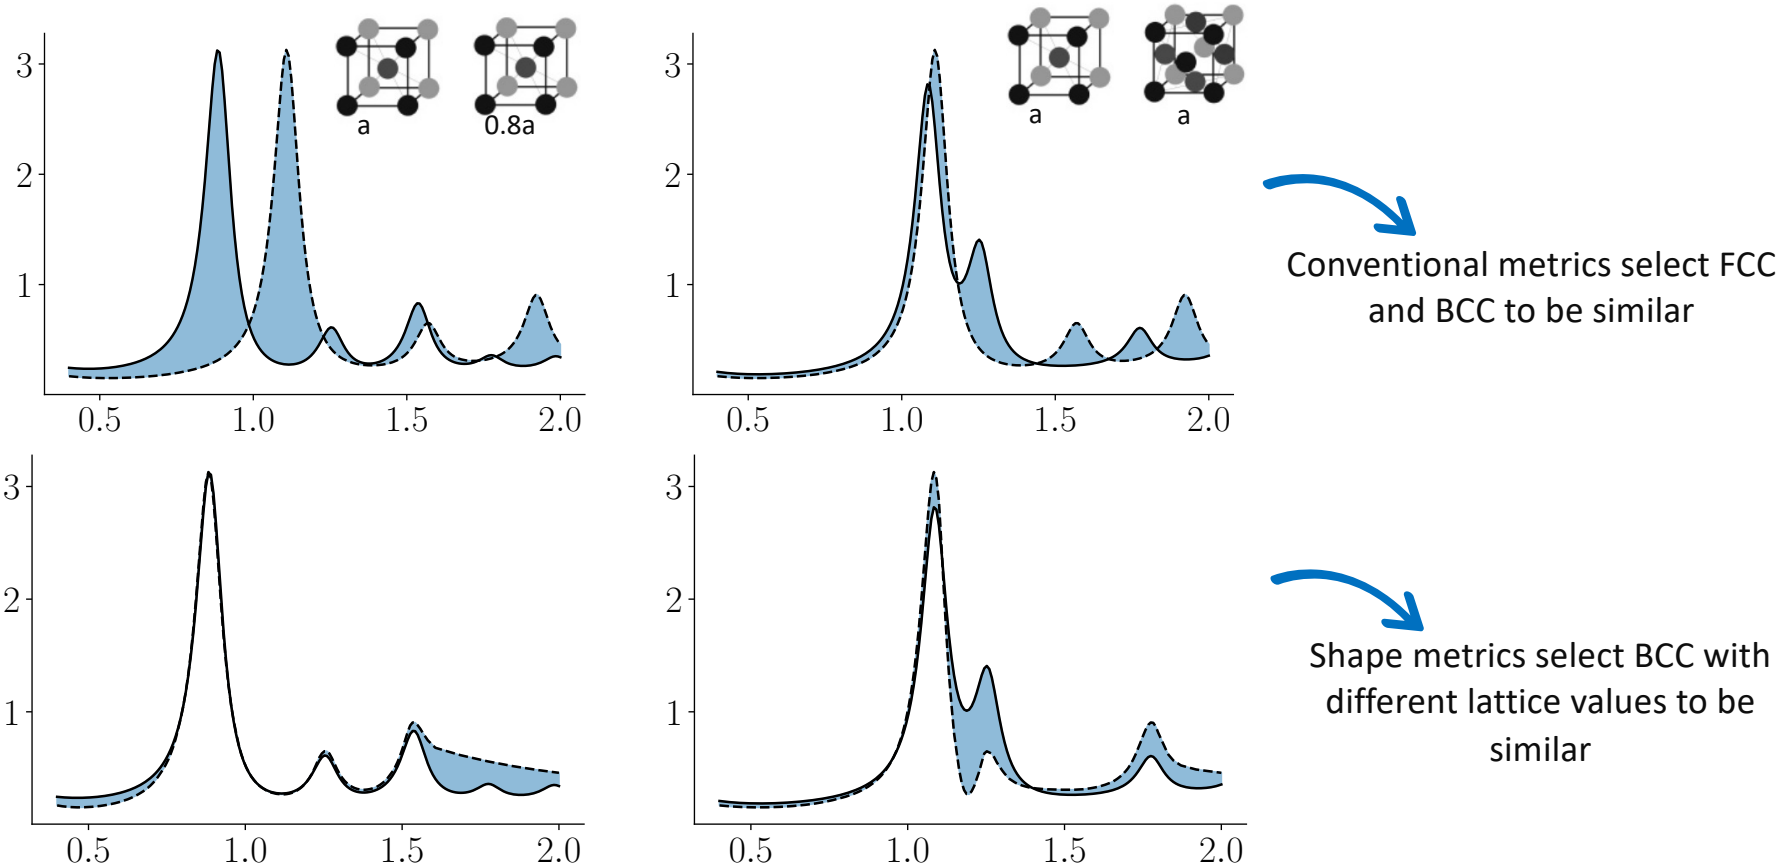 a
0.8a
3
2
1
0.5 1.0 1.5 2.0
a
a
3
2
1
0.5 1.0 1.5 2.0
Conventional metrics select FCC
and BCC to be similar
3
2
1
0.5 1.0 1.5 2.0
3
2
1
0.5 1.0 1.5 2.0
Shape metrics select BCC with
different lattice values to be
similar